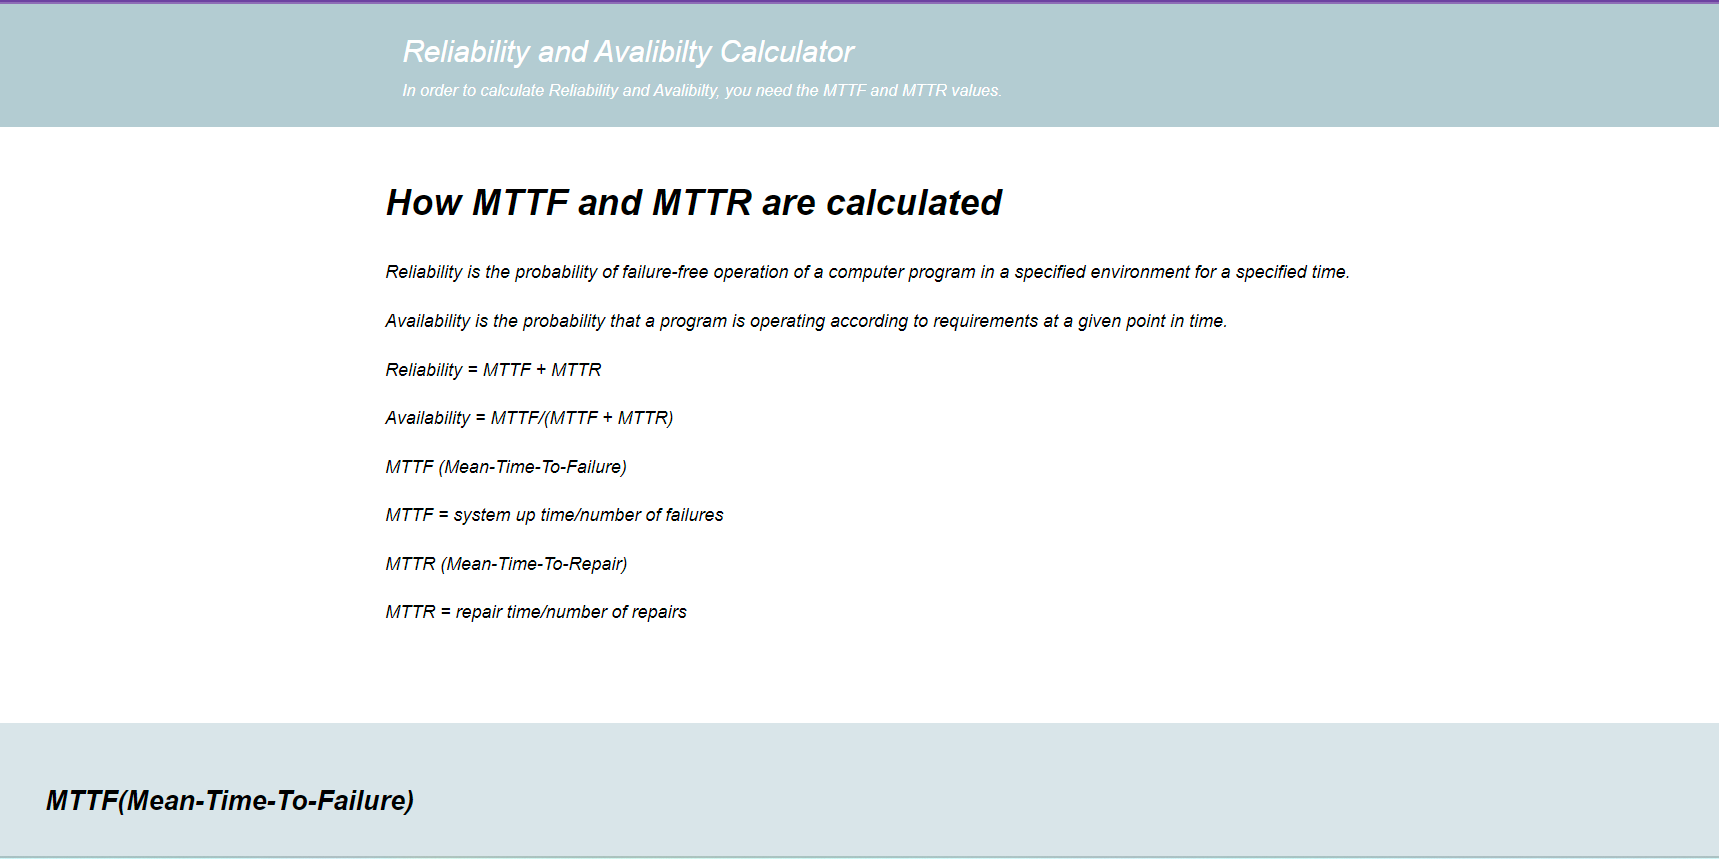 Reliability and Avalibilty Calculator
In order to calculate Reliability and Avalibilty, you need the MTTF and MTTR values.
How MTTF and MTTR are calculated
Reliability is the probability of failure-free operation of a computer program in a specified environment for a specified time.
Availability is the probability that a program is operating according to requirements at a given point in time.
Reliability = MTTF + MTTR
Availability = MTTF/(MTTF + MTTR)
MTTF (Mean-Time-To-Failure)
MTTF = system up time/number of failures
MTTR (Mean-Time-To-Repair)
MTTR = repair time/number of repairs
MTTF(Mean-Time-To-Failure)